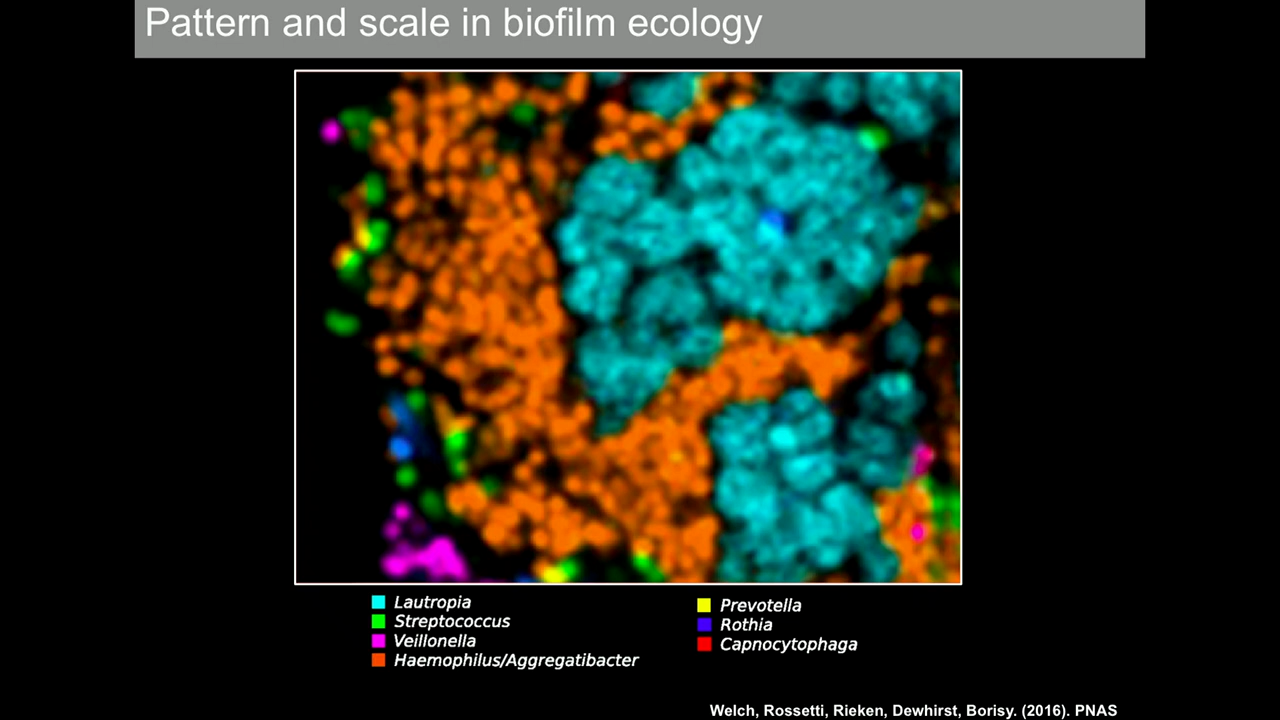 Pattern and scale in biofilm ecology
Lautropia
Streptococcus
Veillonella
Haemophilus/Aggregatibacter
Prevotella
Rothia
Capnocytophaga
Welch, Rossetti, Rieken, Dewhirst, Borisy. (2016). PNAS